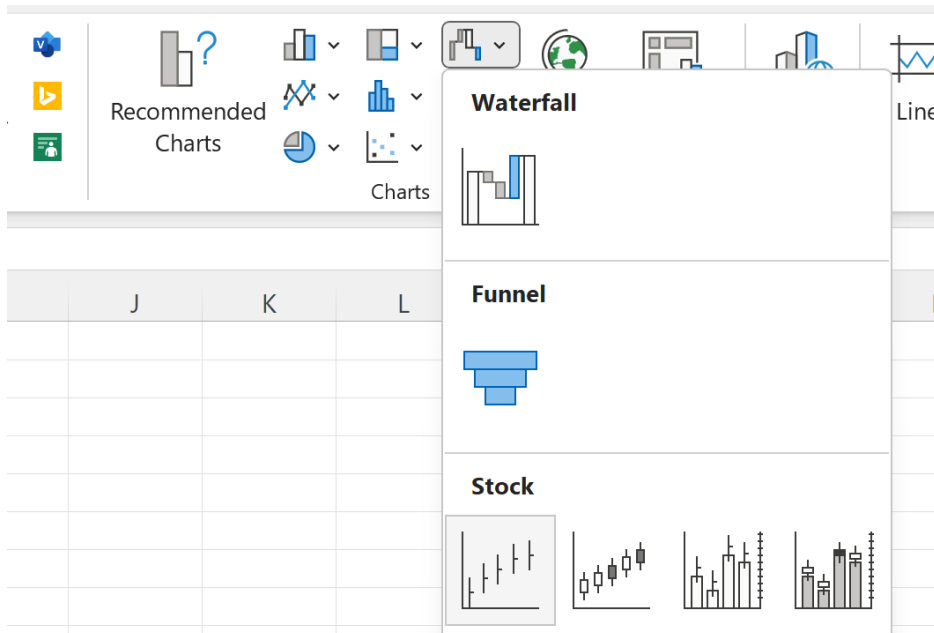 Recommended
Charts
Charts
Line
Waterfall
J
K
L
Funnel
Stock